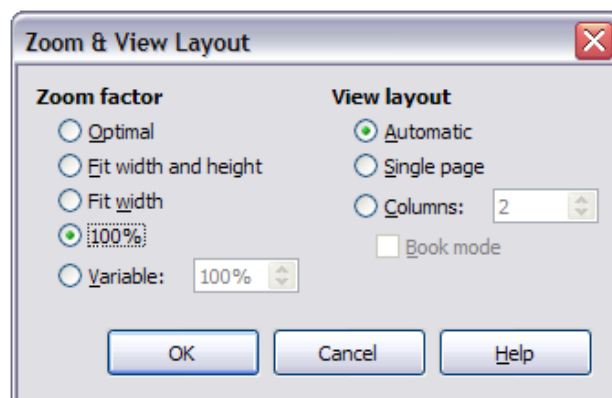 Zoom & View Layout
Zoom factor
Optimal
Fit width and height
Fit width
100%
Variable: 100%
View layout
Automatic
Single page
Columns: 2
Book mode
OK
Cancel
Help